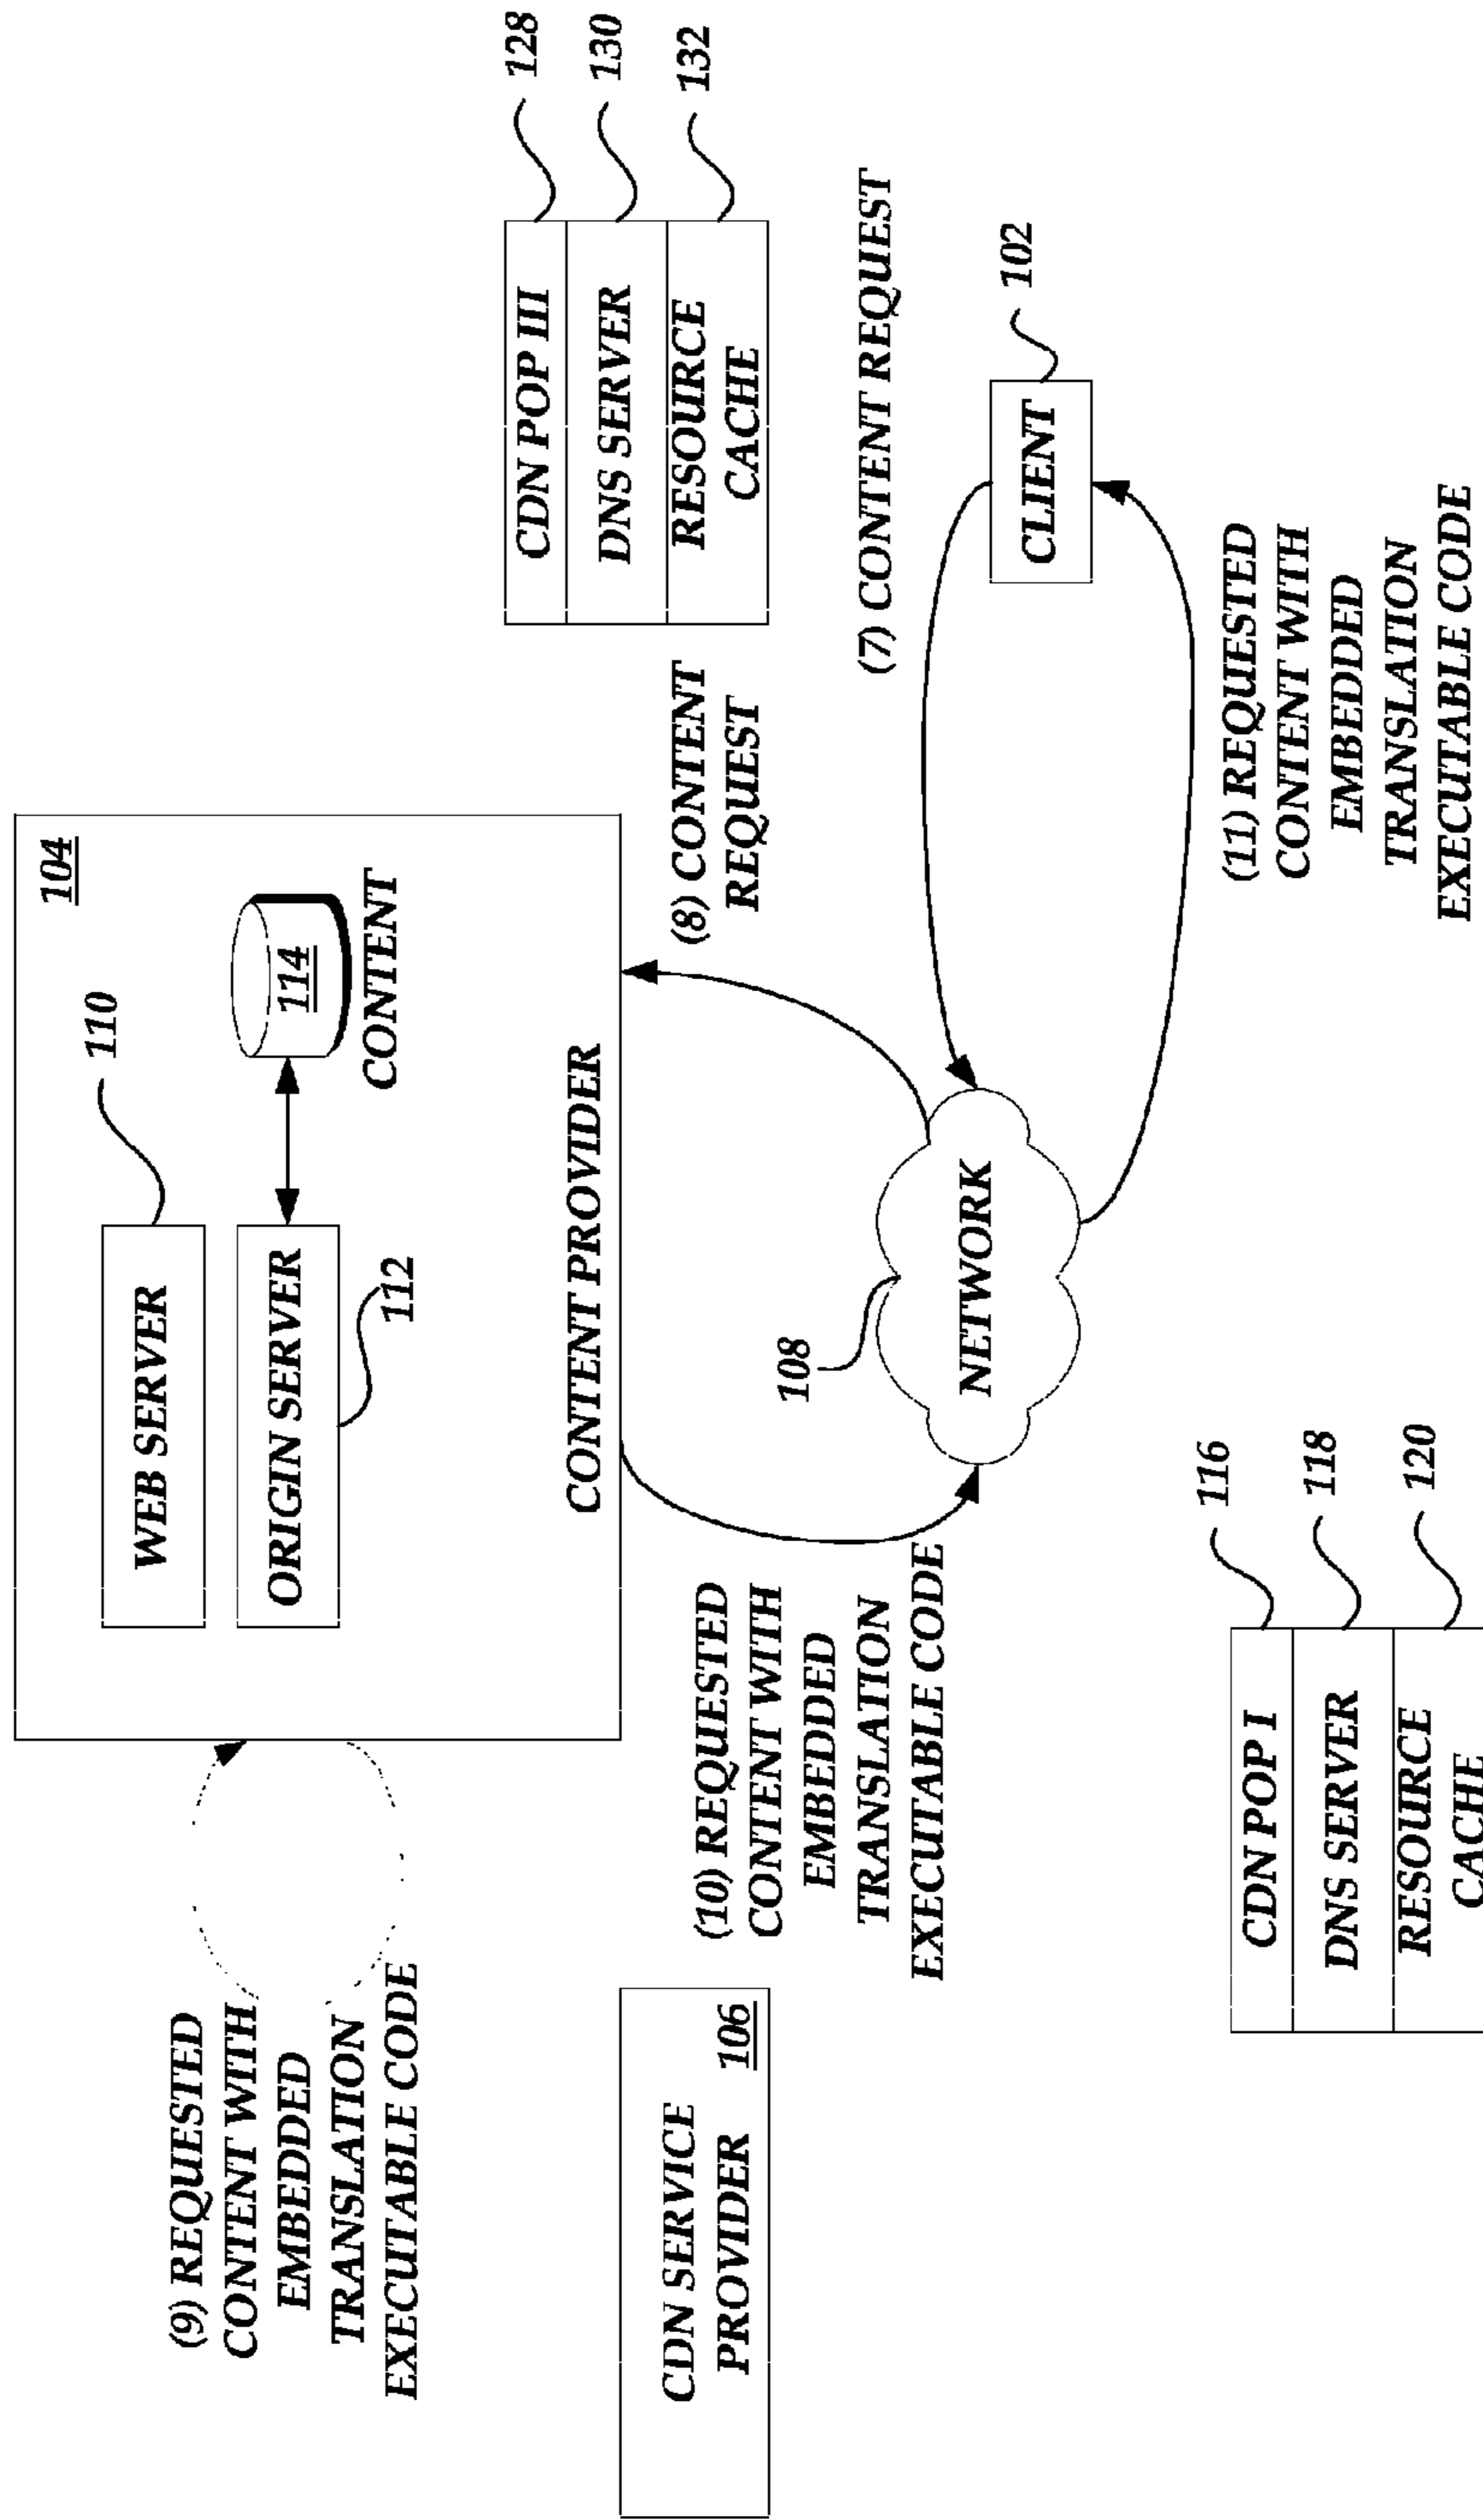 (9) REQUESTED
CONTENT WITH
EMBEDDED
TRANSLATION
EXECUTABLE CODE
104
110
WEB SERVER
ORIGIN SERVER
112
114
CONTENT
CONTENT PROVIDER
128
130
132
CDN POP III
DNS SERVER
RESOURCE
CACHE
CDN SERVICE
PROVIDER
106
(10) REQUESTED
CONTENT WITH
EMBEDDED
TRANSLATION
EXECUTABLE CODE
108
NETWORK
(8) CONTENT
REQUEST
(7) CONTENT REQUEST
102
CLIENT
(11) REQUESTED
CONTENT WITH
EMBEDDED
TRANSLATION
EXECUTABLE CODE
116
118
120
CDN POP I
DNS SERVER
RESOURCE
CACHE